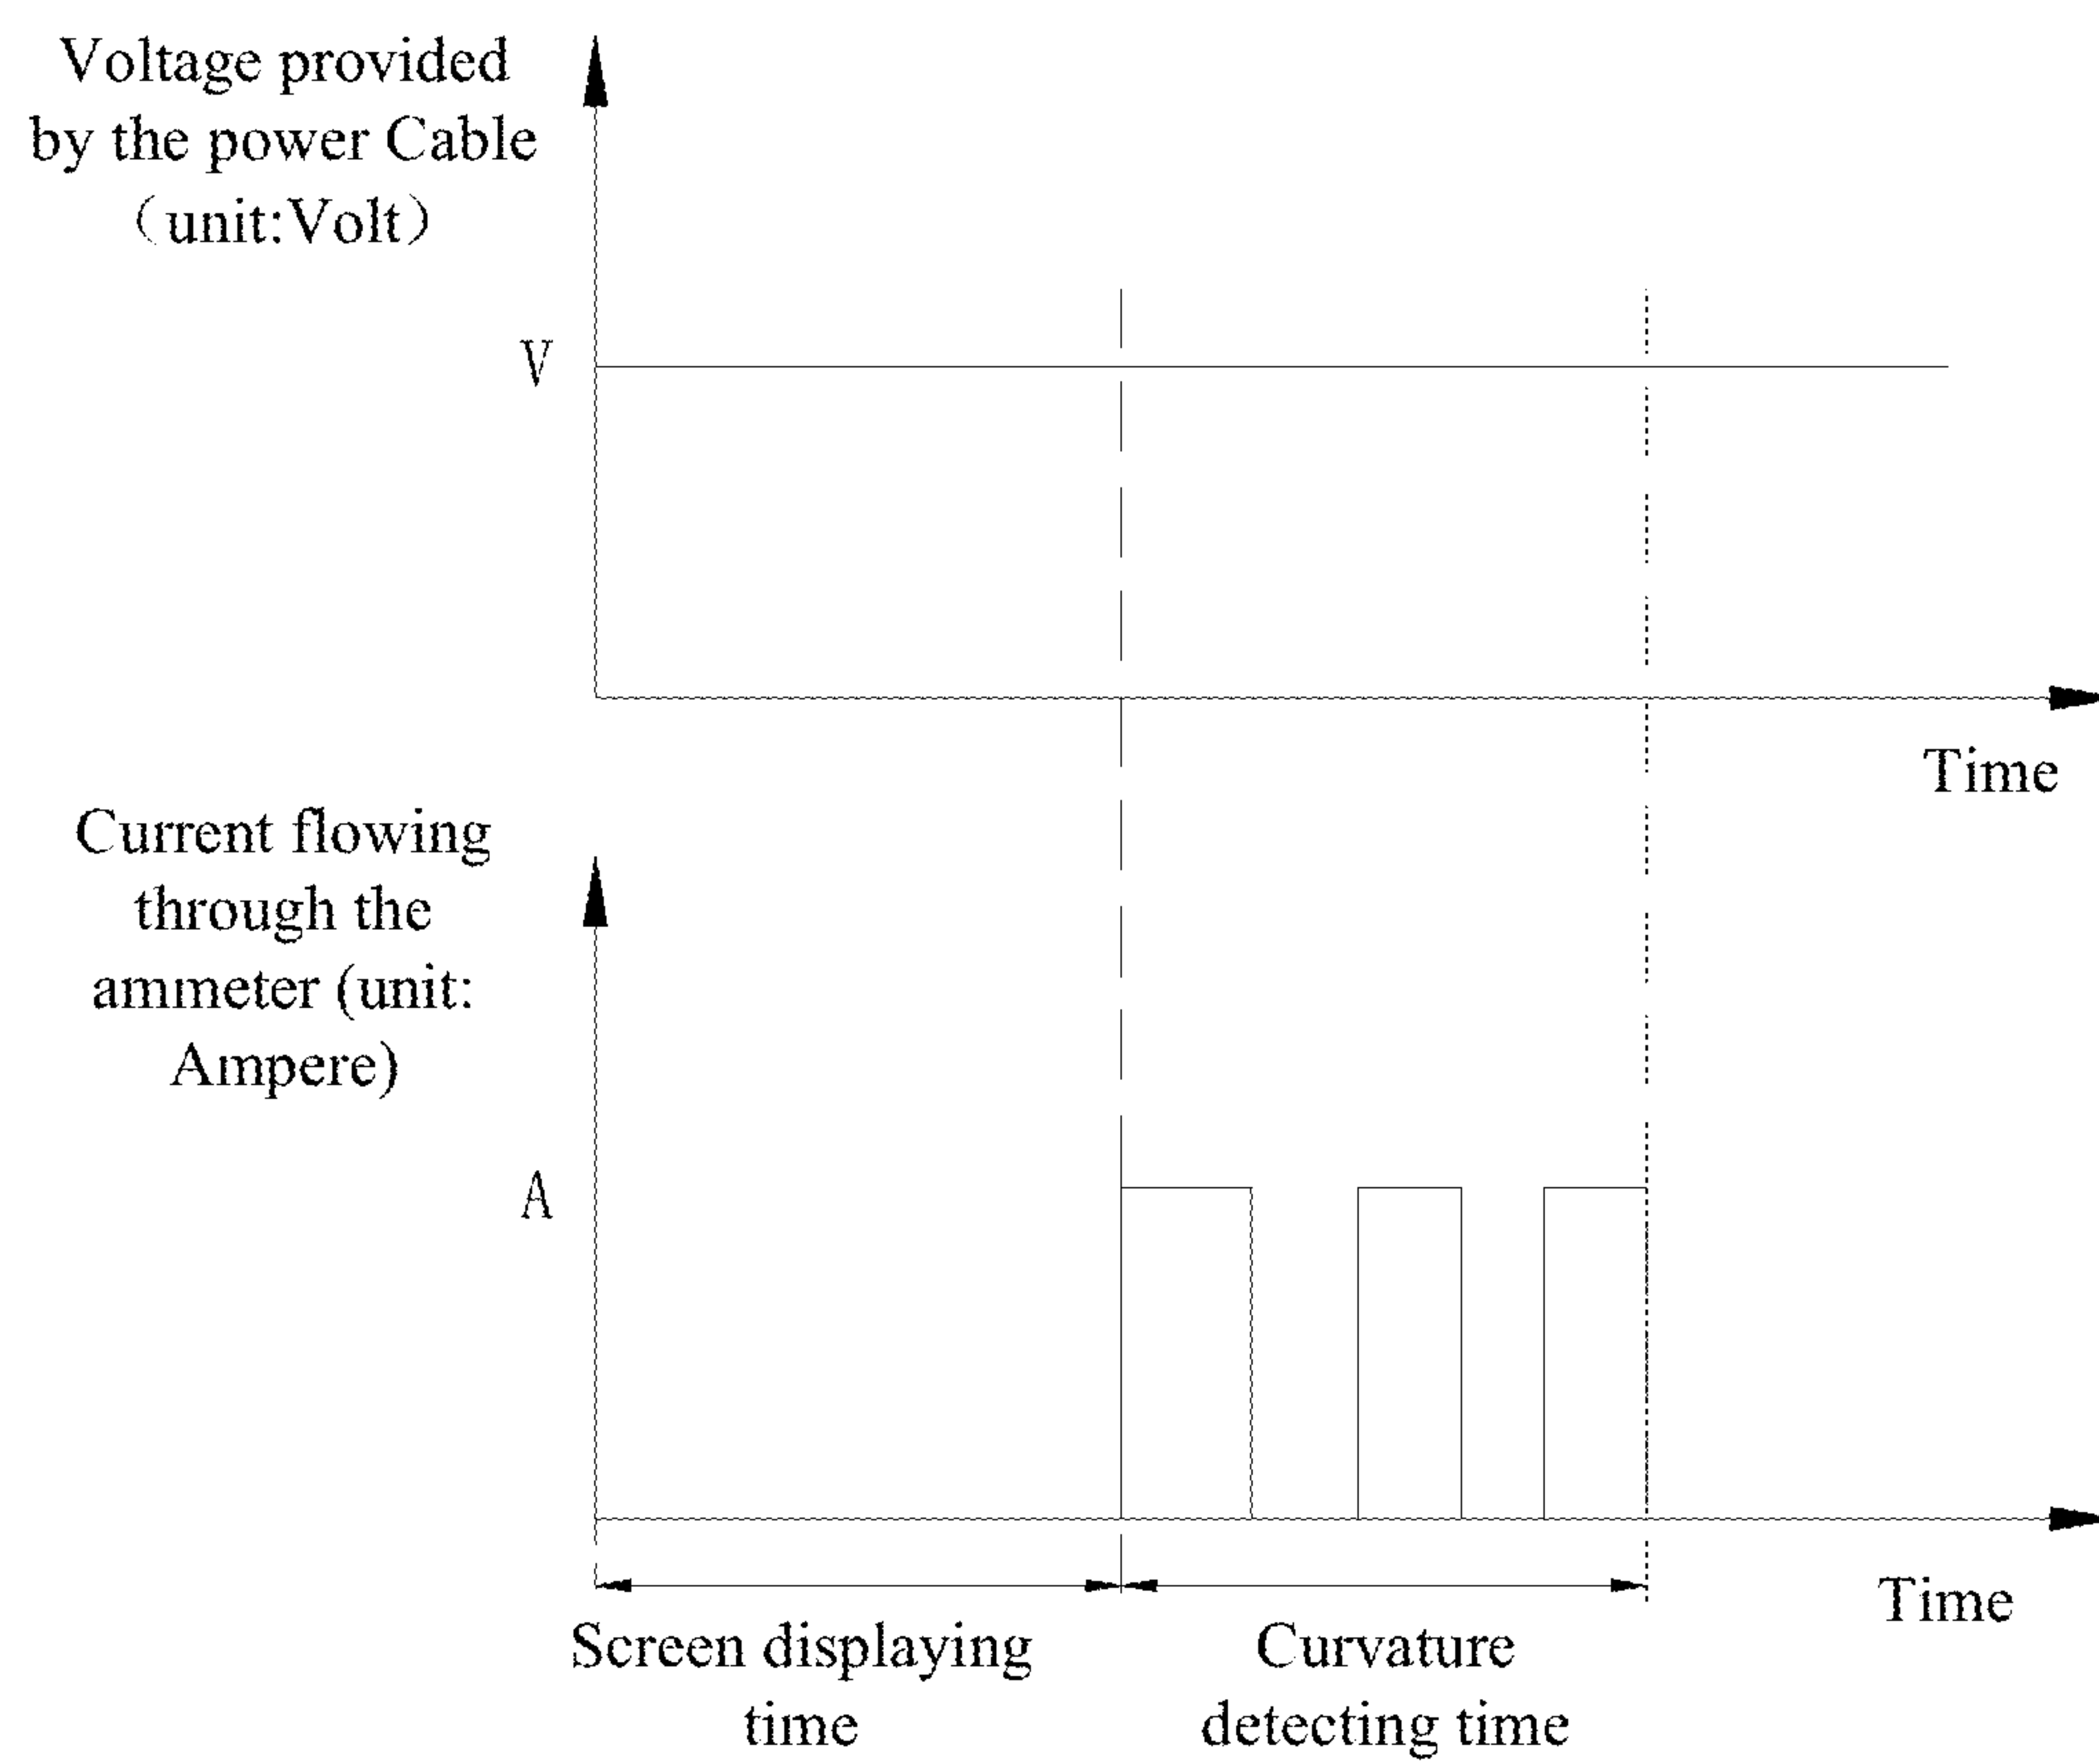 Voltage provided
by the power Cable
（unit:Volt）
V
Time
Current flowing
through the
ammeter (unit:
Ampere)
A
Time
Screen displaying
time
Curvature
detecting time